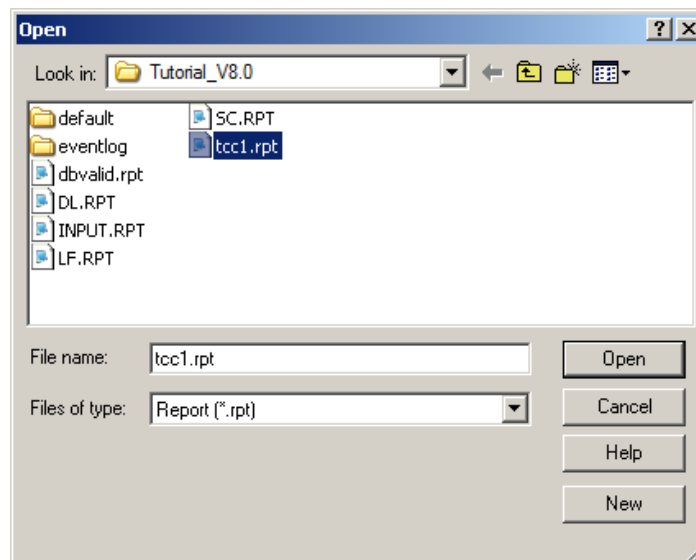 Open
Look in: Tutorial_V8.0
default
eventlog
dbvalid.rpt
DL.RPT
INPUT.RPT
LF.RPT
SC.RPT
tcc1.rpt
File name: tcc1.rpt
Open
Files of type: Report (*.rpt)
Cancel
Help
New